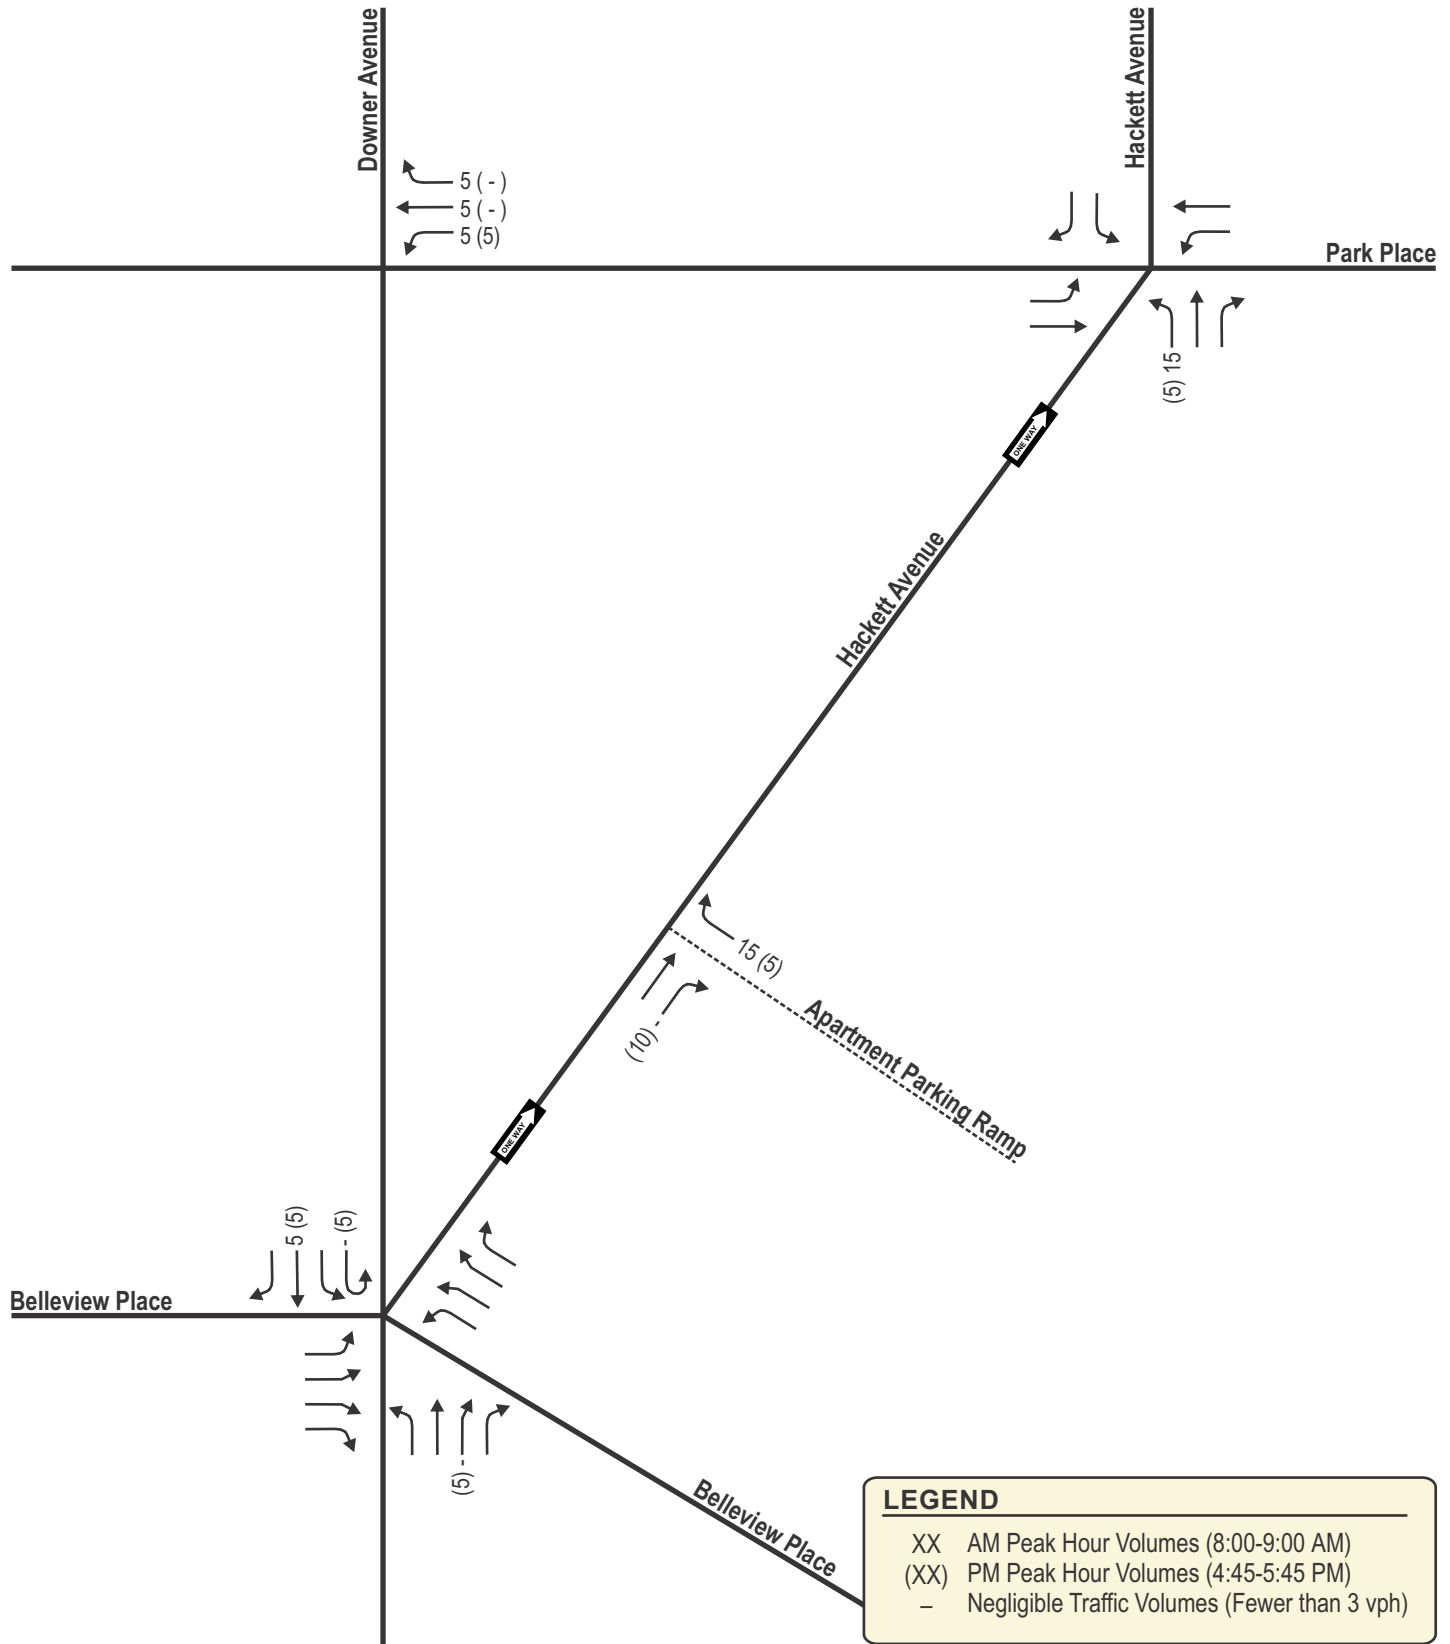 Downer Avenue
Hackett Avenue
5 ( - )
5 ( - )
5 (5)
Park Place
(5) 15
ONE WAY
Hackett Avenue
15 (5)
(10) -
Apartment Parking Ramp
ONE WAY
5 (5)
- (5)
Belleview Place
(5) -
Belleview Place
LEGEND
XX AM Peak Hour Volumes (8:00-9:00 AM)
(XX) PM Peak Hour Volumes (4:45-5:45 PM)
– Negligible Traffic Volumes (Fewer than 3 vph)